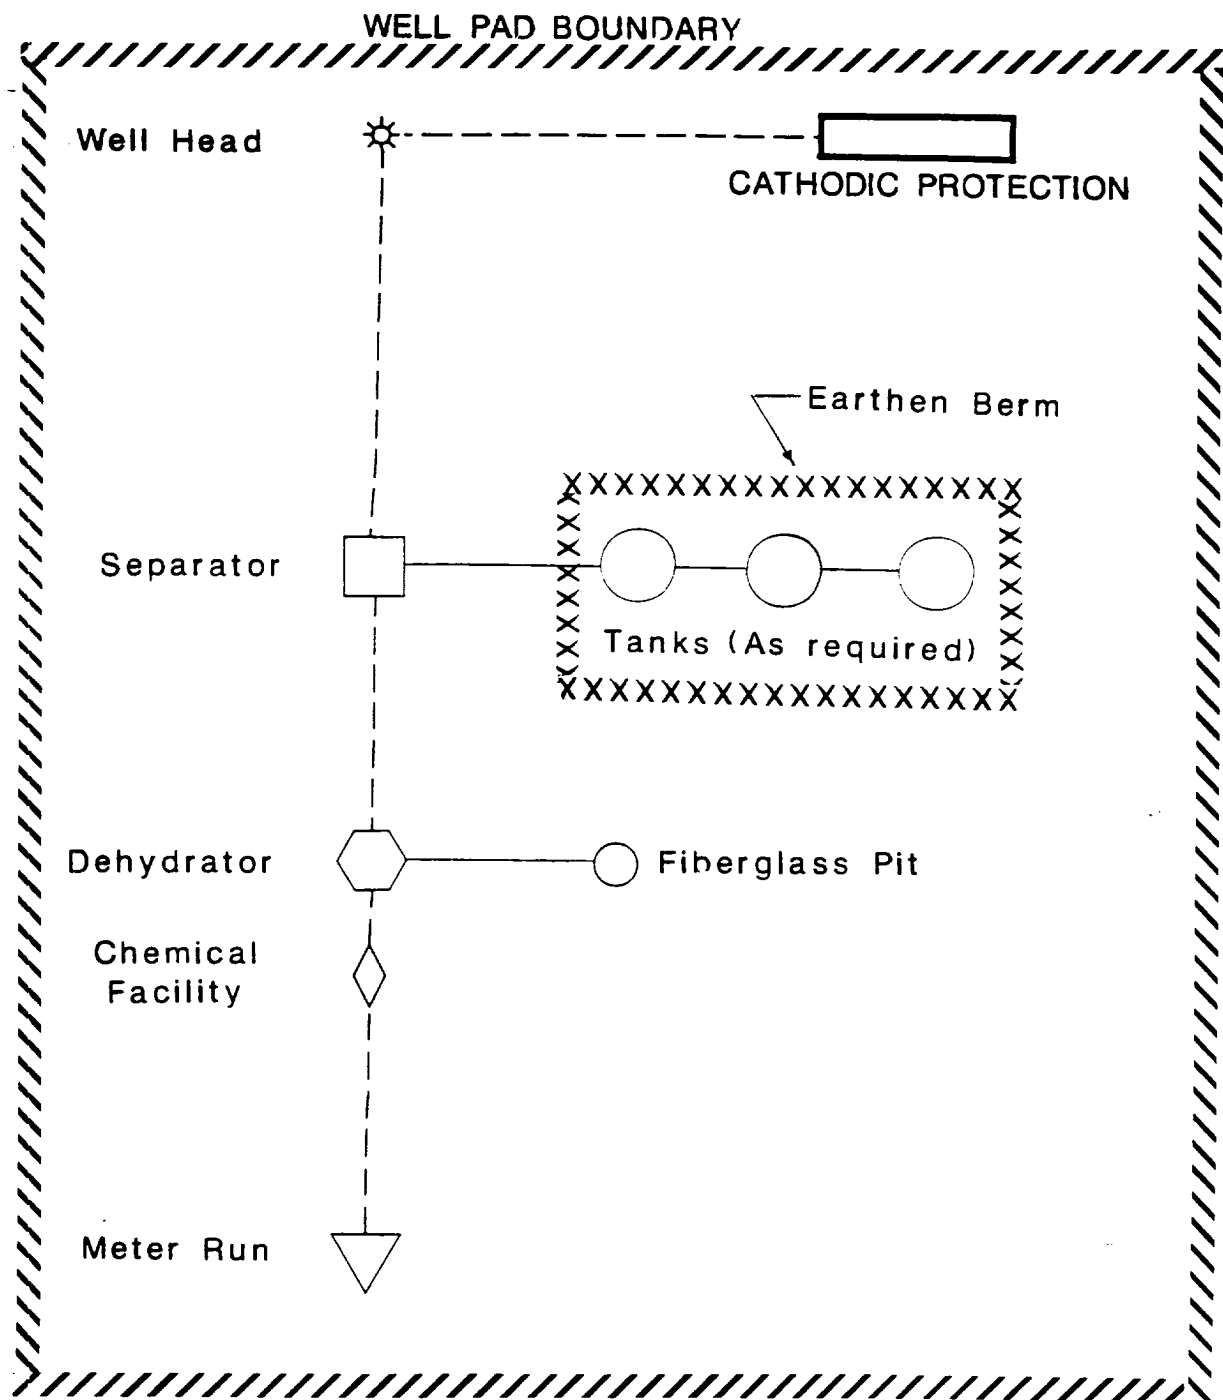 WELL PAD BOUNDARY
Well Head
CATHODIC PROTECTION
Earthen Berm
Separator
Tanks (As required)
Dehydrator
Fiberglass Pit
Chemical
Facility
Meter Run